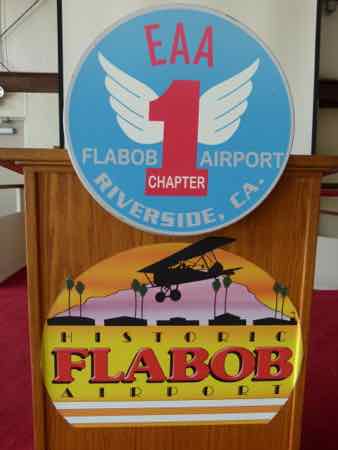 EAA
1
FLABOB AIRPORT
CHAPTER
RIVERSIDE, CA.
HISTORIC
FLABOB
AIRPORT